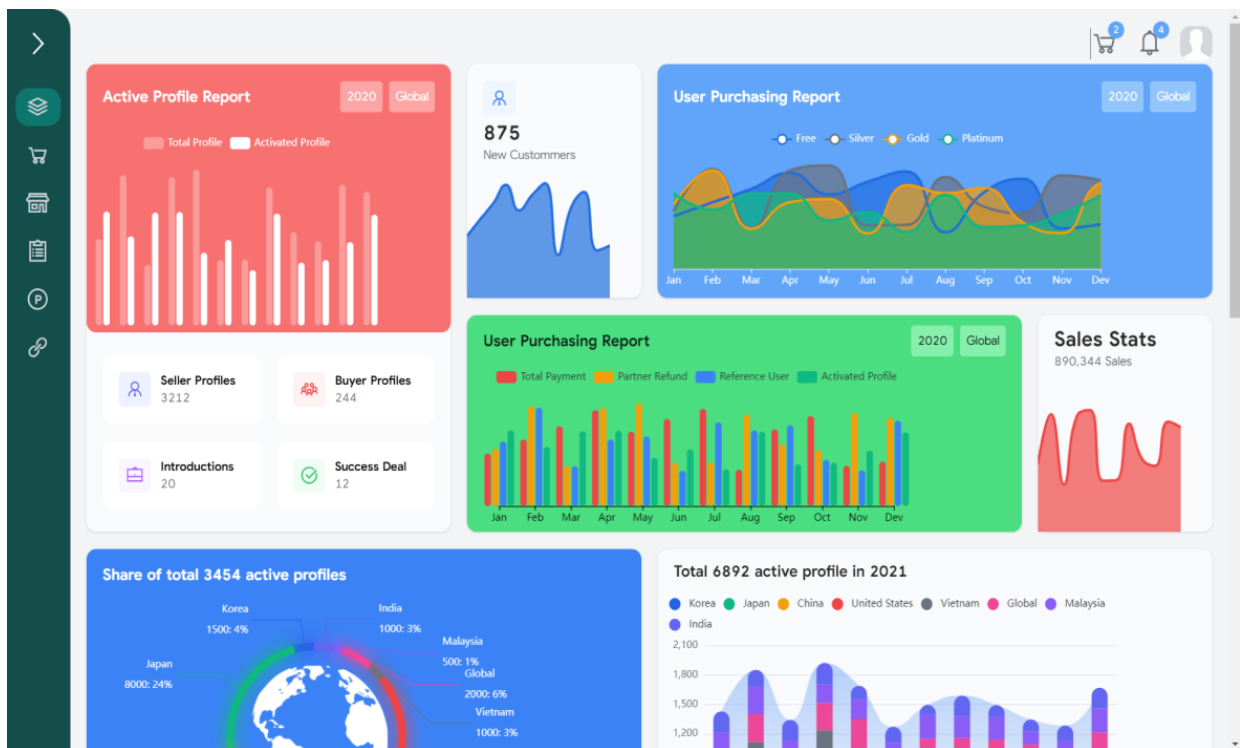 2 4
Active Profile Report 2020 Global
Total Profile Activated Profile
Seller Profiles
3212
Buyer Profiles
244
Introductions
20
Success Deal
12
875
New Custommers
User Purchasing Report 2020 Global
Free Silver Gold Platinum
Jan Feb Mar Apr May Jun Jul Aug Sep Oct Nov Dev
User Purchasing Report 2020 Global
Total Payment Partner Refund Reference User Activated Profile
Jan Feb Mar Apr May Jun Jul Aug Sep Oct Nov Dev
Sales Stats
890,344 Sales
Share of total 3454 active profiles
Korea
1500: 4%
India
1000: 3%
Malaysia
500: 1%
Japan
8000: 24%
Global
2000: 6%
Vietnam
1000: 3%
Total 6892 active profile in 2021
Korea Japan China United States Vietnam Global Malaysia
India
2,100
1,800
1,500
1,200
P